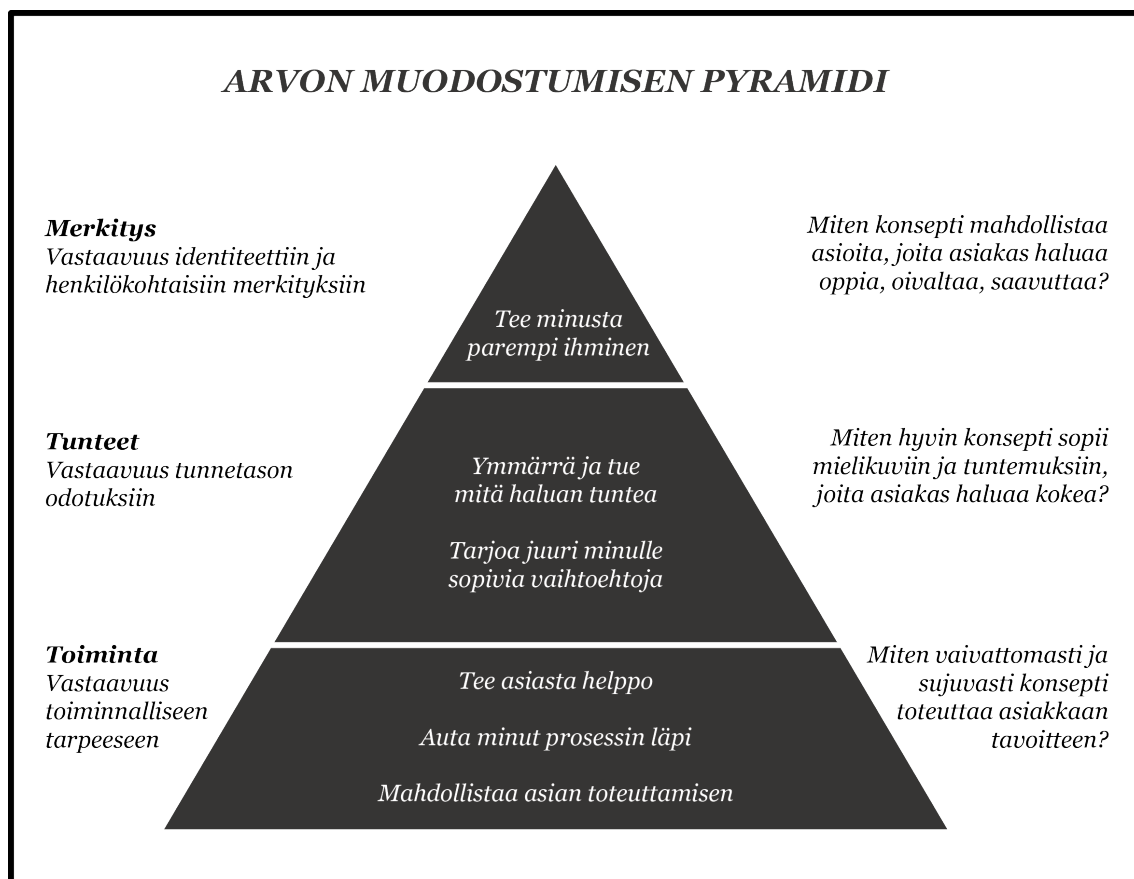 ARVON MUODOSTUMISEN PYRAMIDI
Merkitys
Vastaavuus identiteettiin ja
henkilökohtaisiin merkityksiin
Tee minusta
parempi ihminen
Miten konsepti mahdollistaa
asioita, joita asiakas haluaa
oppia, oivaltaa, saavuttaa?
Tunteet
Vastaavuus tunnetason
odotuksiin
Ymmärrä ja tue
mitä haluan tuntea
Tarjoa juuri minulle
sopivia vaihtoehtoja
Miten hyvin konsepti sopii
mielikuviin ja tuntemuksiin,
joita asiakas haluaa kokea?
Toiminta
Vastaavuus
toiminnalliseen
tarpeeseen
Tee asiasta helppo
Auta minut prosessin läpi
Mahdollistaa asian toteuttamisen
Miten vaivattomasti ja
sujuvasti konsepti
toteuttaa asiakkaan
tavoitteen?